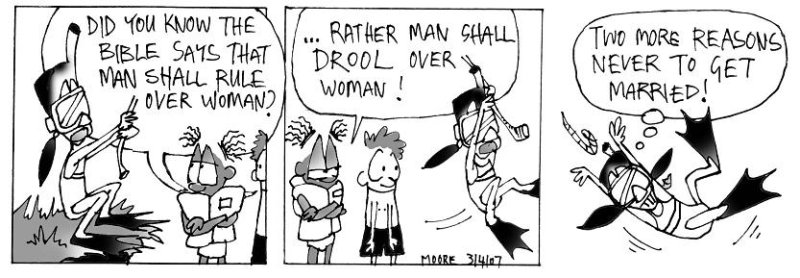 DID YOU KNOW THE
BIBLE SAYS THAT
MAN SHALL RULE
OVER WOMAN?
... RATHER MAN SHALL
DROOL OVER
WOMAN!
MOORE 3/4/07
TWO MORE REASONS
NEVER TO GET
MARRIED!